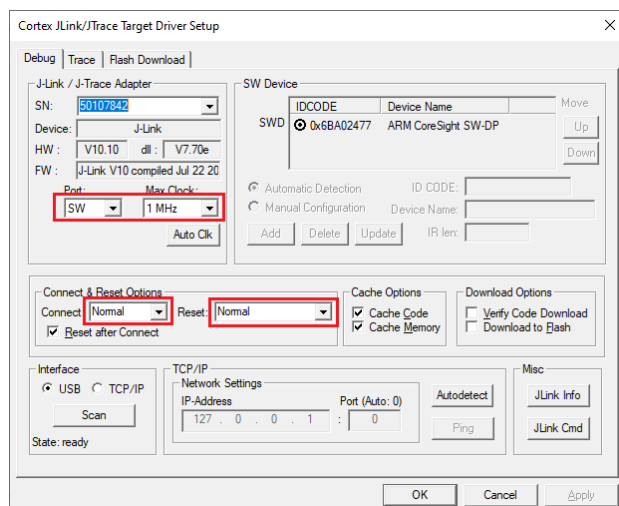 Cortex JLink/JTrace Target Driver Setup
Debug Trace Flash Download
J-Link / J-Trace Adapter
SN: 50107842
Device: J-Link
HW : V10.10 dll : V7.70e
FW : J-Link V10 compiled Jul 22 20
Port: Max Clock:
SW 1 MHz
Auto Clk
SW Device
IDCODE Device Name
SWD 0x6BA02477 ARM CoreSight SW-DP
Move
Up
Down
Automatic Detection ID CODE:
Manual Configuration Device Name:
Add Delete Update IR len:
Connect & Reset Options
Connect: Normal Reset: Normal
Reset after Connect
Cache Options
Cache Code
Cache Memory
Download Options
Verify Code Download
Download to Flash
Interface
USB TCP/IP
Scan
State: ready
TCP/IP
Network Settings
IP-Address Port (Auto: 0)
127 . 0 . 0 . 1 : 0
Autodetect
Ping
Misc
JLink Info
JLink Cmd
OK Cancel Apply